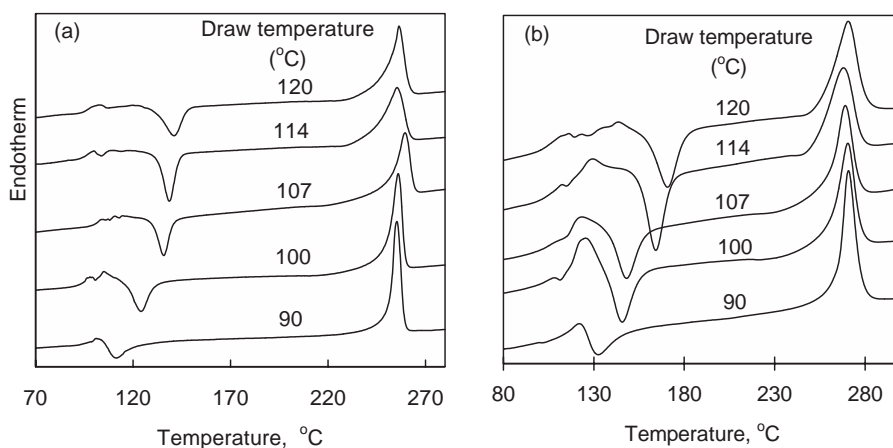 (a)
Draw temperature
(°C)
120
114
107
100
90
Endotherm
70 120 170 220 270
Temperature, °C
(b)
Draw temperature
(°C)
120
114
107
100
90
80 130 180 230 280
Temperature, °C